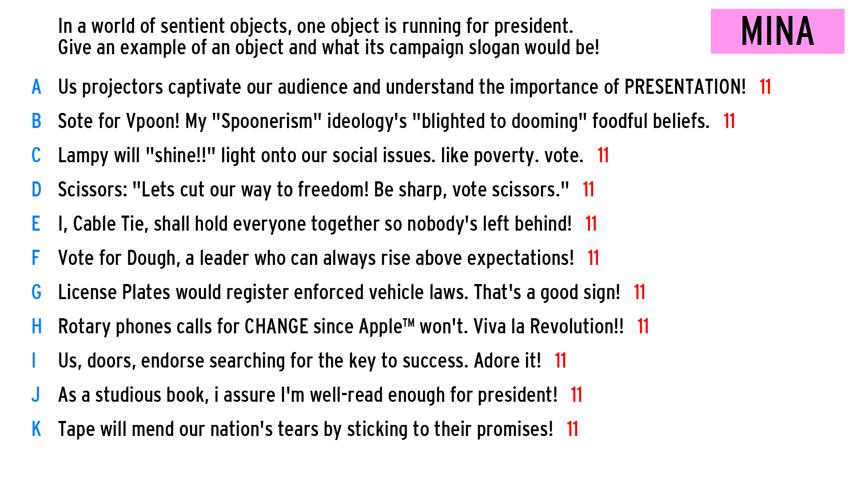 In a world of sentient objects, one object is running for president.
Give an example of an object and what its campaign slogan would be!
MINA
A Us projectors captivate our audience and understand the importance of PRESENTATION! 11
B Sote for Vpoon! My "Spoonerism" ideology's "blighted to dooming" foodful beliefs. 11
C Lampy will "shine!!" light onto our social issues. like poverty. vote. 11
D Scissors: "Lets cut our way to freedom! Be sharp, vote scissors." 11
E I, Cable Tie, shall hold everyone together so nobody's left behind! 11
F Vote for Dough, a leader who can always rise above expectations! 11
G License Plates would register enforced vehicle laws. That's a good sign! 11
H Rotary phones calls for CHANGE since Apple™ won't. Viva la Revolution!! 11
I Us, doors, endorse searching for the key to success. Adore it! 11
J As a studious book, i assure I'm well-read enough for president! 11
K Tape will mend our nation's tears by sticking to their promises! 11